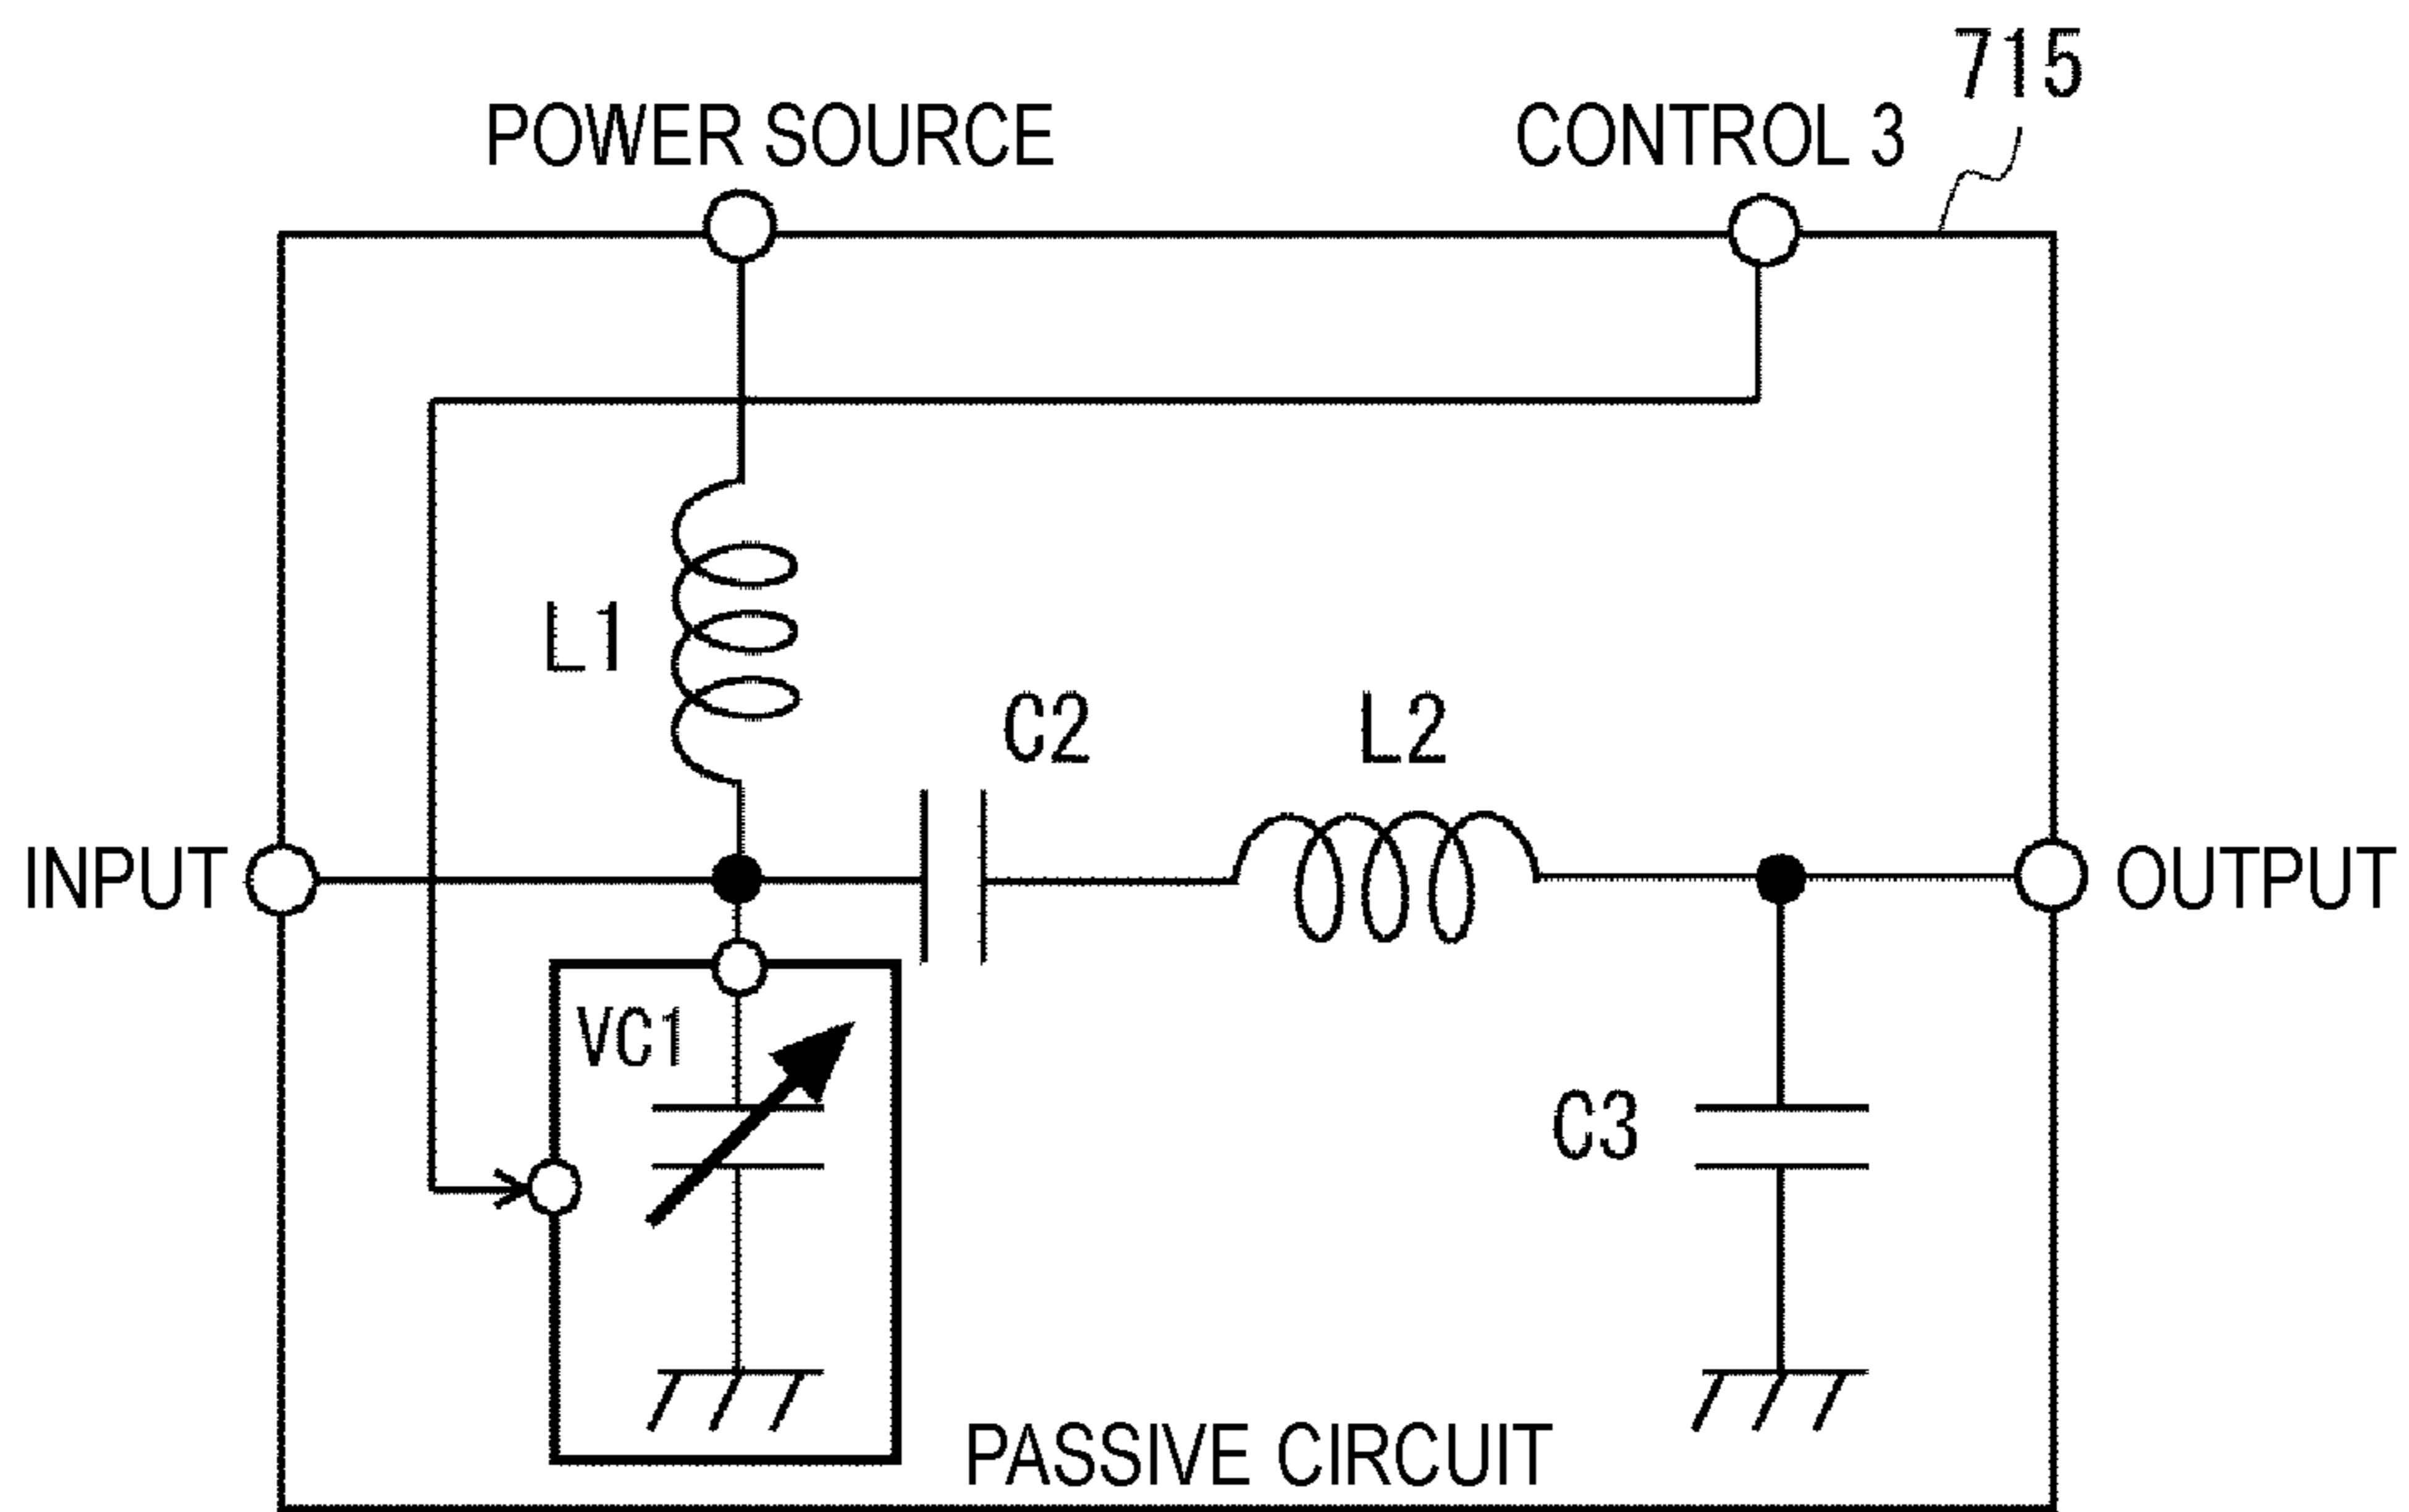 715
POWER SOURCE
CONTROL 3
L1
C2
L2
INPUT
OUTPUT
VC1
C3
PASSIVE CIRCUIT